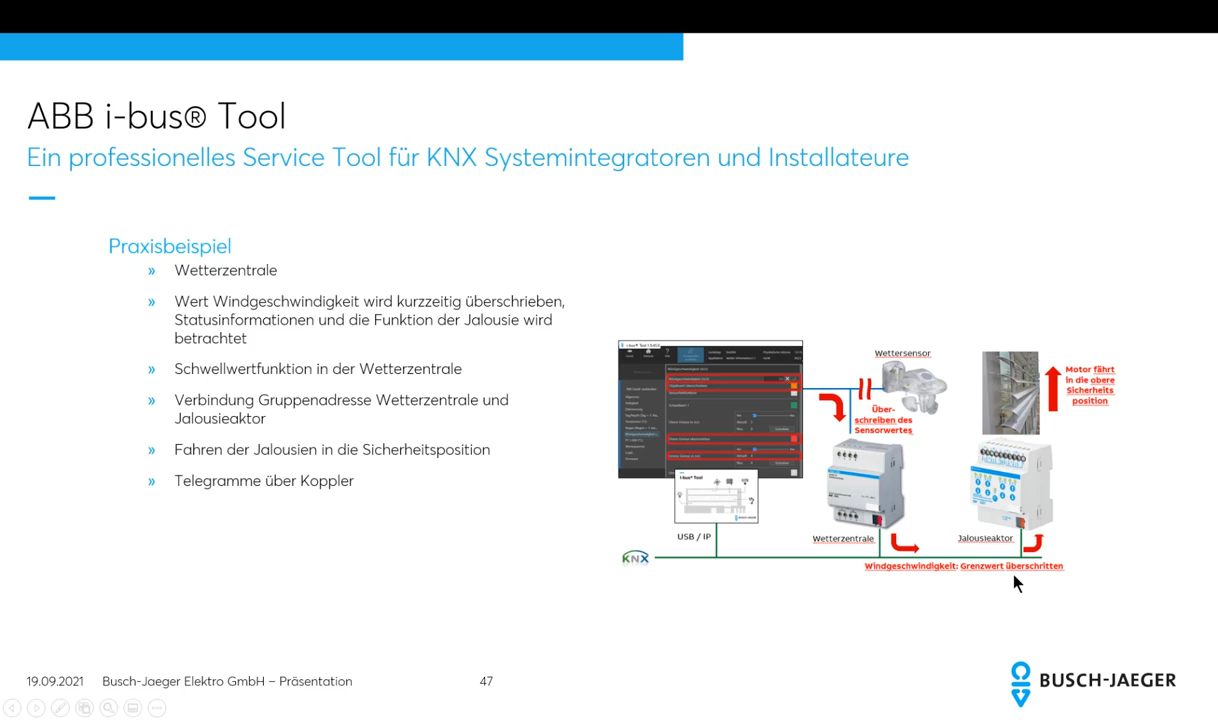 ABB i-bus® Tool
Ein professionelles Service Tool für KNX Systemintegratoren und Installateure
Praxisbeispiel
» Wetterzentrale
» Wert Windgeschwindigkeit wird kurzzeitig überschrieben,
Statusinformationen und die Funktion der Jalousie wird
betrachtet
» Schwellwertfunktion in der Wetterzentrale
» Verbindung Gruppenadresse Wetterzentrale und
Jalousieaktor
» Fahren der Jalousien in die Sicherheitsposition
» Telegramme über Koppler
Wettersensor
Über-
schreiben des
Sensorwertes
Motor fährt
in die obere
Sicherheits
position
i-bus® Tool
USB / IP
Wetterzentrale
Jalousieaktor
KNX
Windgeschwindigkeit: Grenzwert überschritten
19.09.2021 Busch-Jaeger Elektro GmbH – Präsentation 47
BUSCH-JAEGER